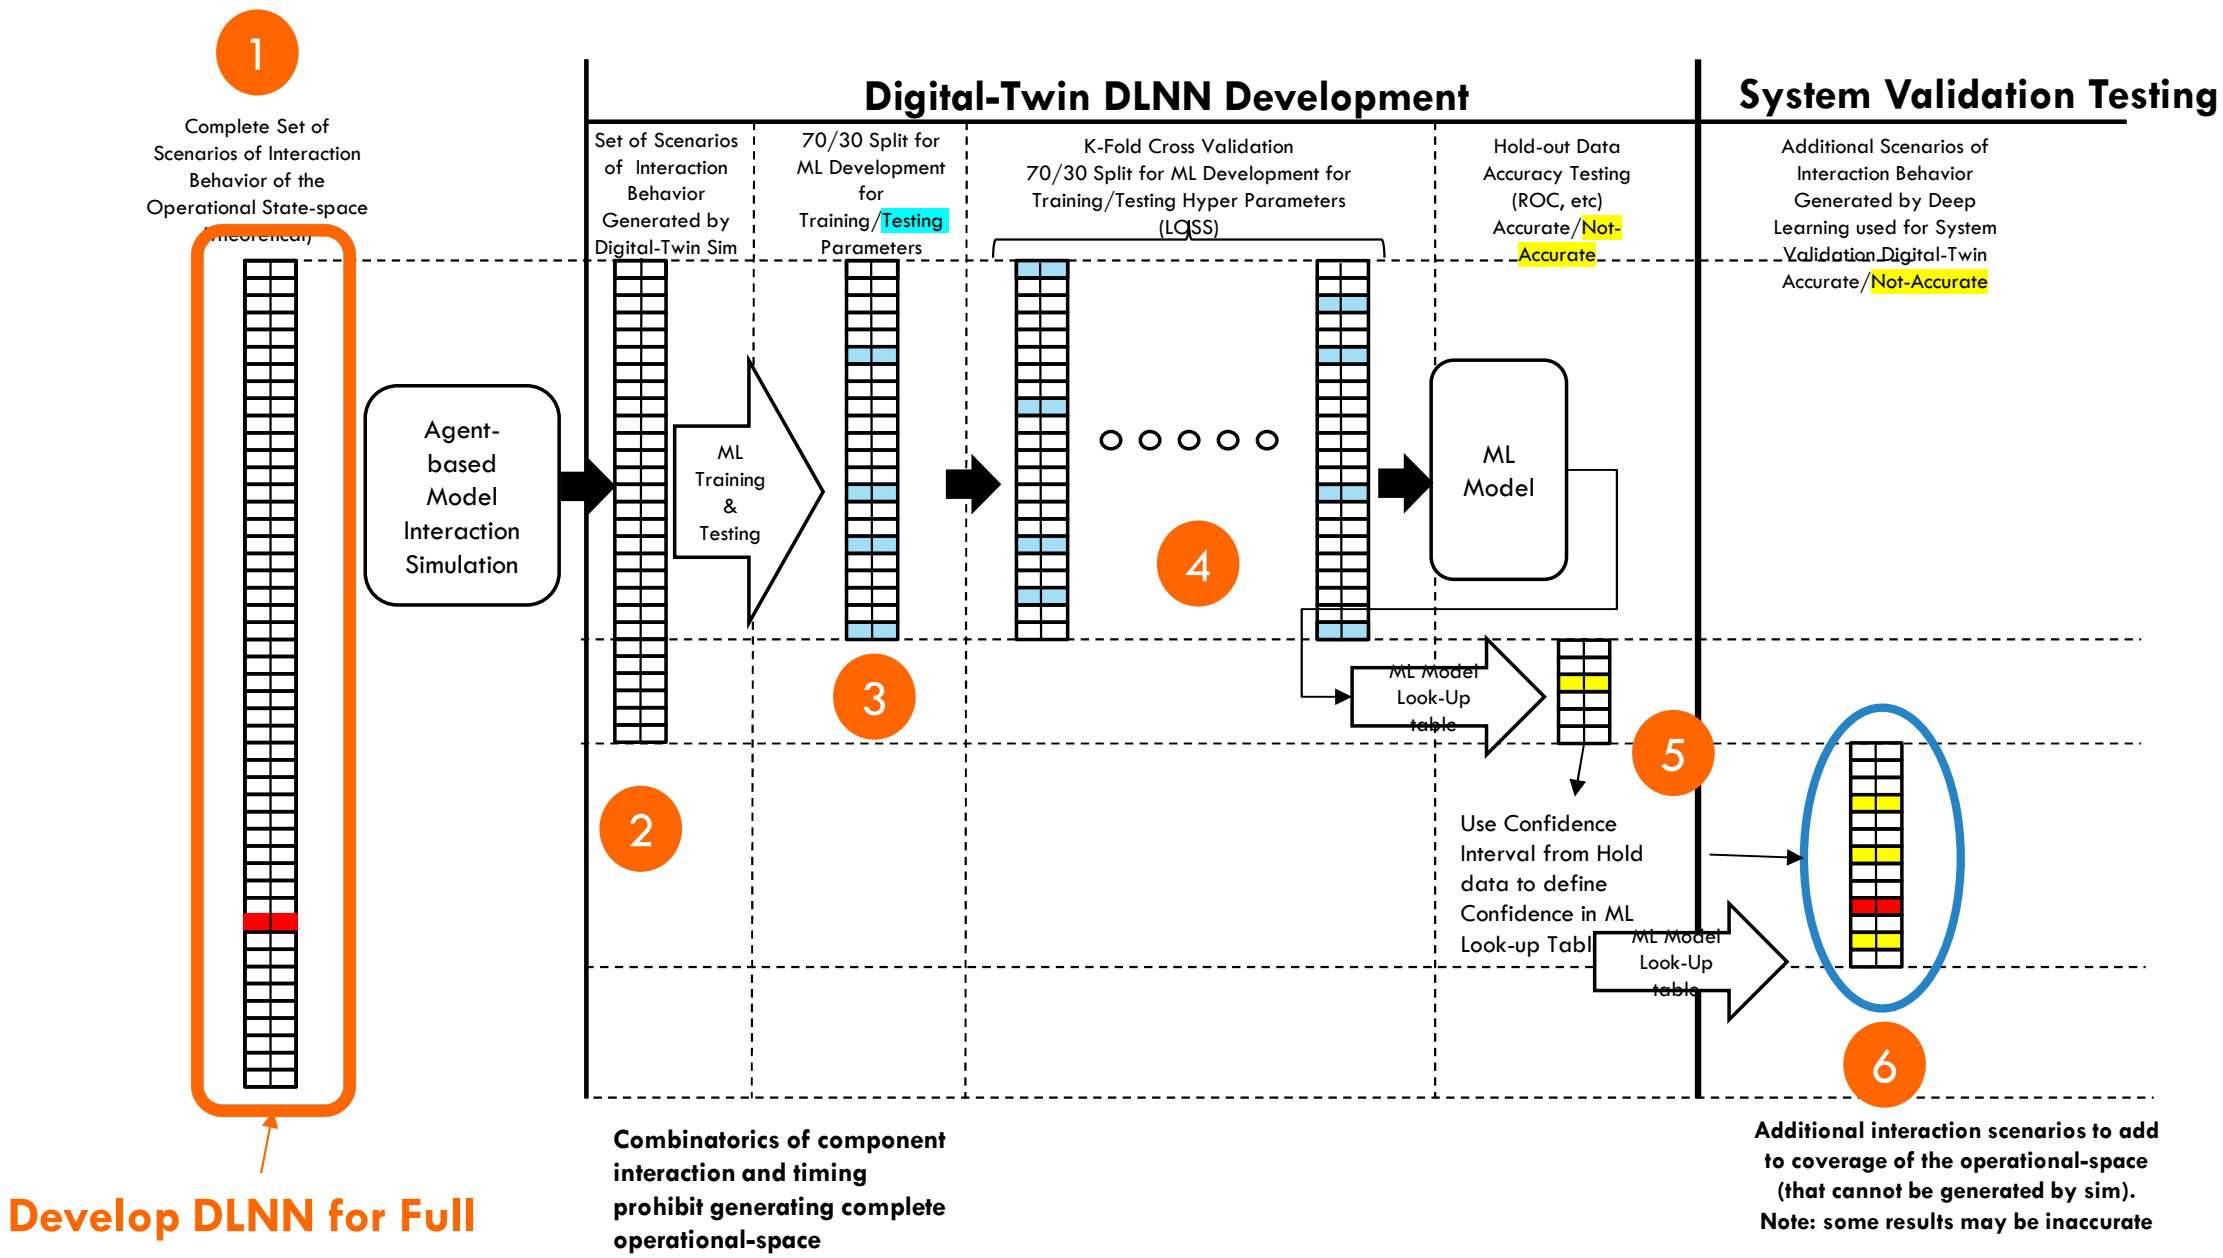 1
Complete Set of
Scenarios of Interaction
Behavior of the
Operational State-space
(Theoretical)
Digital-Twin DLNN Development
System Validation Testing
Set of Scenarios
of Interaction
Behavior
Generated by
Digital-Twin Sim
70/30 Split for
ML Development
for
Training/Testing
Parameters
K-Fold Cross Validation
70/30 Split for ML Development for
Training/Testing Hyper Parameters
(LOSS)
Hold-out Data
Accuracy Testing
(ROC, etc)
Accurate/Not-
Accurate
Additional Scenarios of
Interaction Behavior
Generated by Deep
Learning used for System
Validation Digital-Twin
Accurate/Not-Accurate
Agent-
based
Model
Interaction
Simulation
ML
Training
&
Testing
ML
Model
4
3
ML Model
Look-Up
table
5
2
Use Confidence
Interval from Hold
data to define
Confidence in ML
Look-up Tabl
ML Model
Look-Up
table
6
Develop DLNN for Full
Combinatorics of component
interaction and timing
prohibit generating complete
operational-space
Additional interaction scenarios to add
to coverage of the operational-space
(that cannot be generated by sim).
Note: some results may be inaccurate